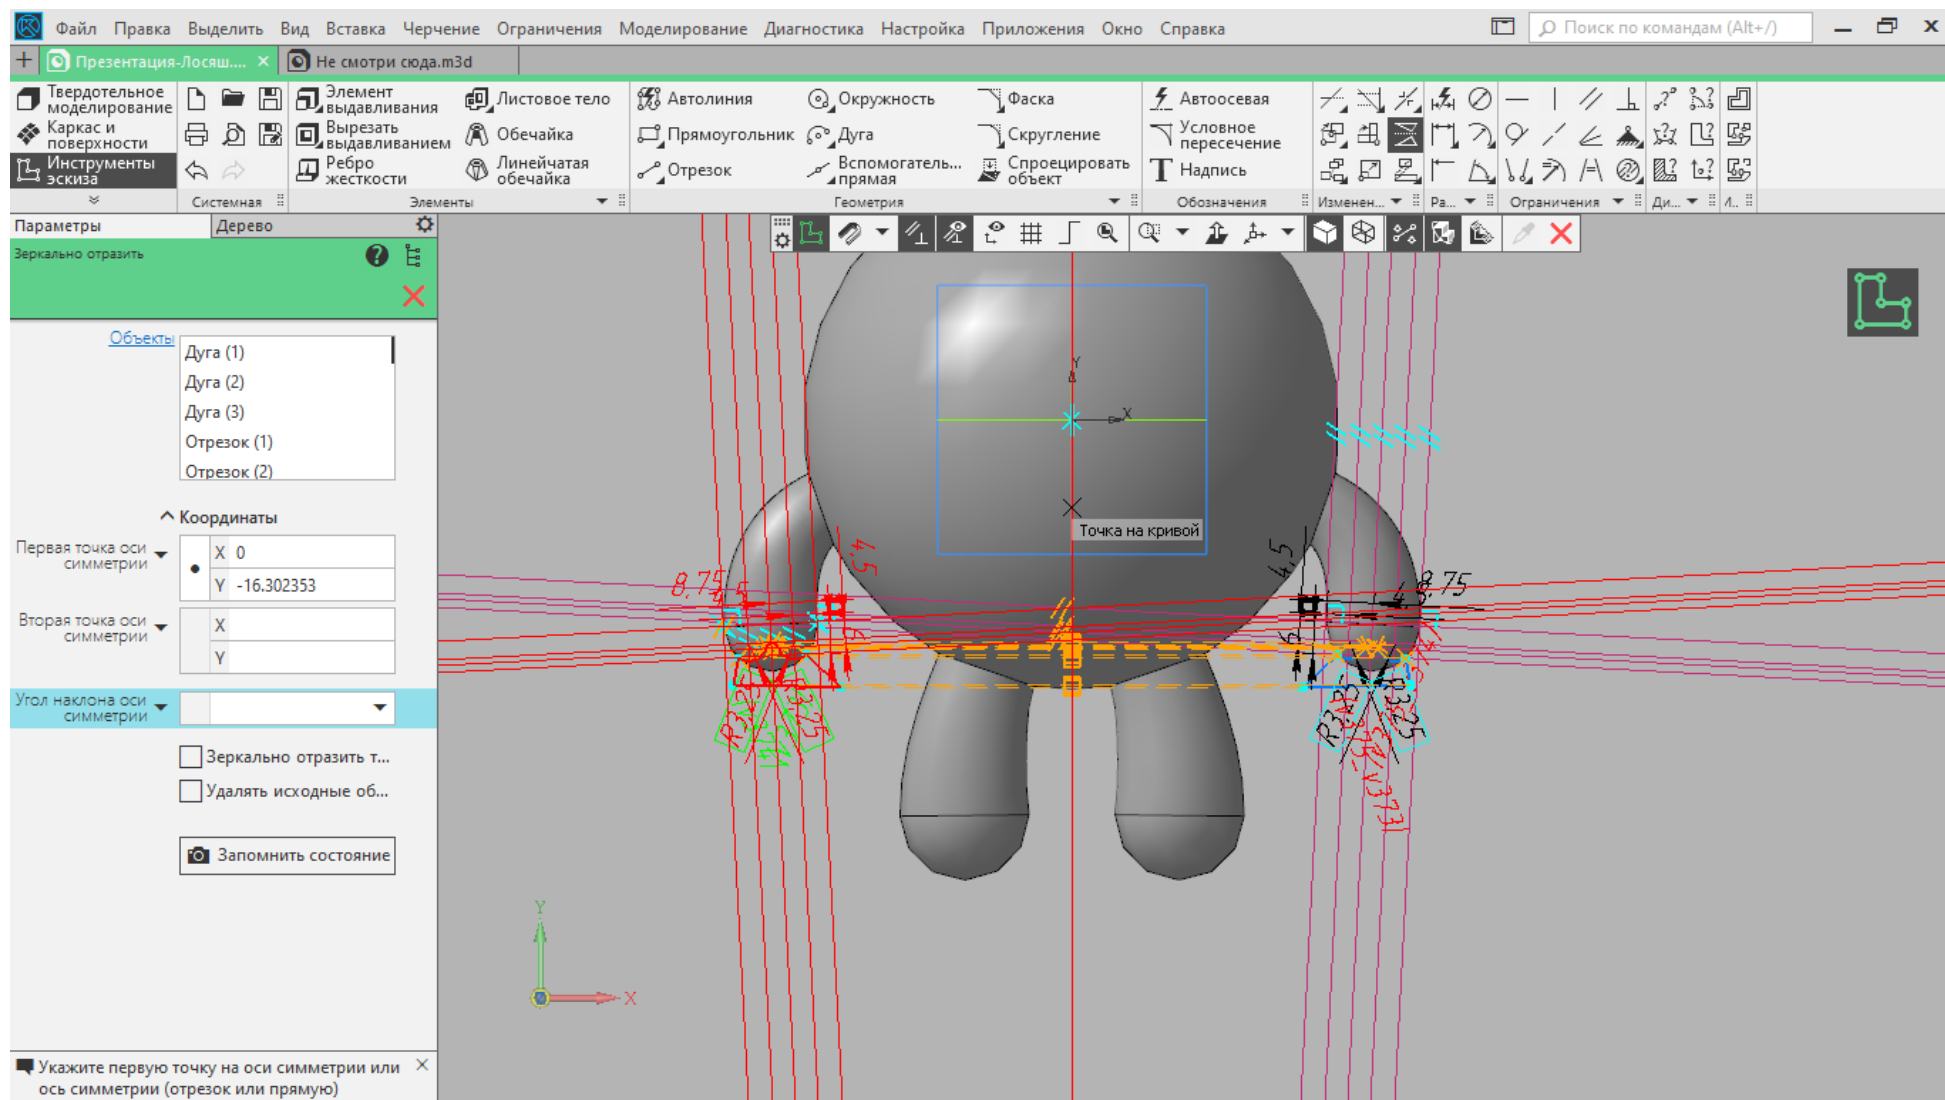 Файл Правка Выделить Вид Вставка Черчение Ограничения Моделирование Диагностика Настройка Приложения Окно Справка
Поиск по командам (Alt+/)
Презентация-Лосяш....
Не смотри сюда.m3d
Твердотельное
моделирование
Каркас и
поверхности
Инструменты
эскиза
Системная
Элемент
выдавливания
Вырезать
выдавливанием
Ребро
жесткости
Листовое тело
Обечайка
Линейчатая
обечайка
Элементы
Автолиния
Прямоугольник
Отрезок
Окружность
Дуга
Вспомогатель...
прямая
Фаска
Скругление
Спроецировать
объект
Геометрия
Автоосевая
Условное
пересечение
Надпись
Обозначения
Изменен...
Ра...
Ограничения
Ди...
И..
Параметры
Дерево
Зеркально отразить
Объекты
Дуга (1)
Дуга (2)
Дуга (3)
Отрезок (1)
Отрезок (2)
Координаты
Первая точка оси
симметрии
X 0
Y -16.302353
Вторая точка оси
симметрии
X
Y
Угол наклона оси
симметрии
Зеркально отразить т...
Удалять исходные об...
Запомнить состояние
Укажите первую точку на оси симметрии или
ось симметрии (отрезок или прямую)
Y
X
Точка на кривой
4.5
4.5
8.75
8.75
6
6
R3.25
Y
X